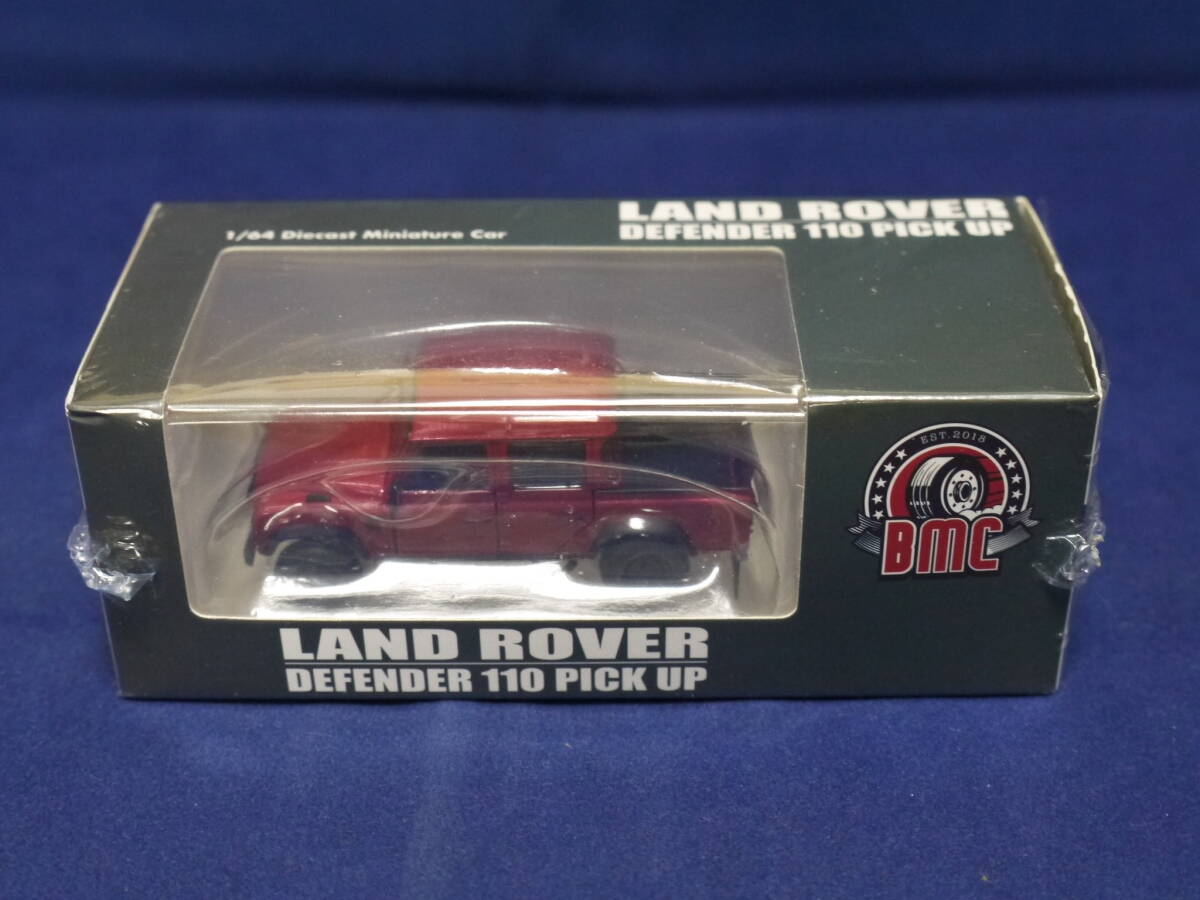 1/64 Diecast Miniature Car
LAND ROVER
DEFENDER 110 PICK UP
EST.2018
BMC
LAND ROVER
DEFENDER 110 PICK UP